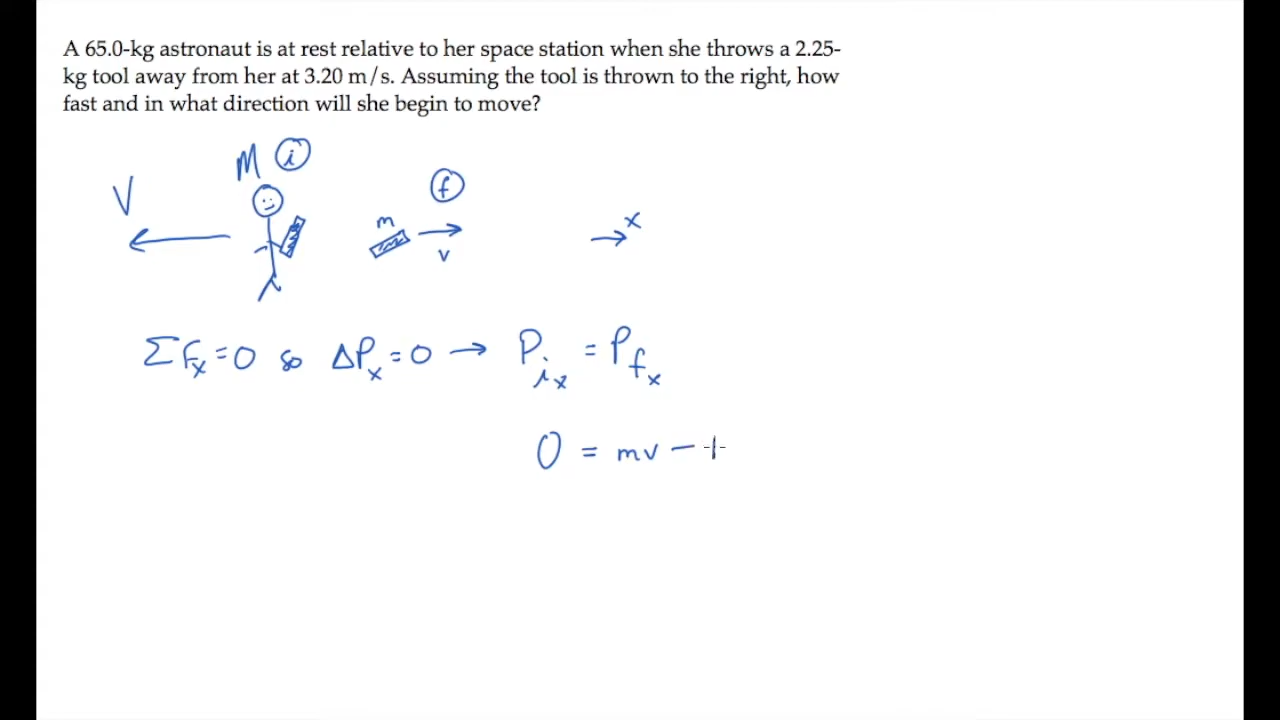 A 65.0-kg astronaut is at rest relative to her space station when she throws a 2.25-
kg tool away from her at 3.20 m/s. Assuming the tool is thrown to the right, how
fast and in what direction will she begin to move?
M i
V
f
m
v
x
ΣFx=0 so ΔPx=0 → Pix = Pfx
0 = mv −